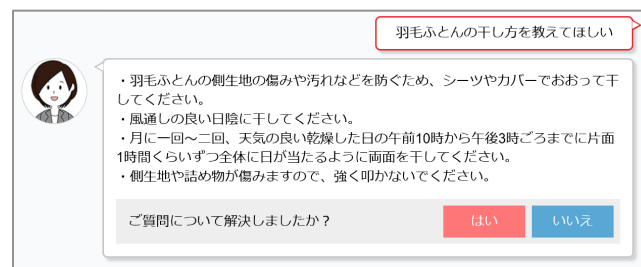 羽毛ふとんの干し方を教えてほしい
・羽毛ふとんの側生地の傷みや汚れなどを防ぐため、シーツやカバーでおおって干
してください。
・風通しの良い日陰に干してください。
・月に一回～二回、天気の良い乾燥した日の午前10時から午後3時ごろまでに片面
1時間くらいずつ全体に日が当たるように両面を干してください。
・側生地や詰め物が傷みますので、強く叩かないでください。
ご質問について解決しましたか？
はい
いいえ